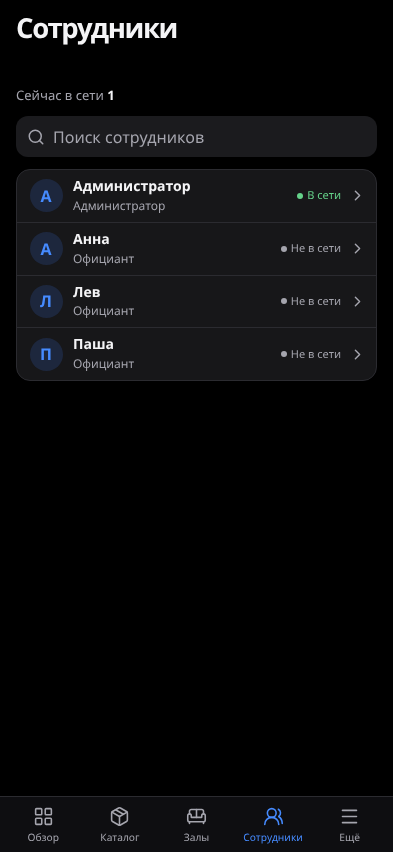 Сотрудники
Сейчас в сети 1
Поиск сотрудников
А
Администратор
Администратор
В сети
А
Анна
Официант
Не в сети
Л
Лев
Официант
Не в сети
П
Паша
Официант
Не в сети
Обзор
Каталог
Залы
Сотрудники
Ещё